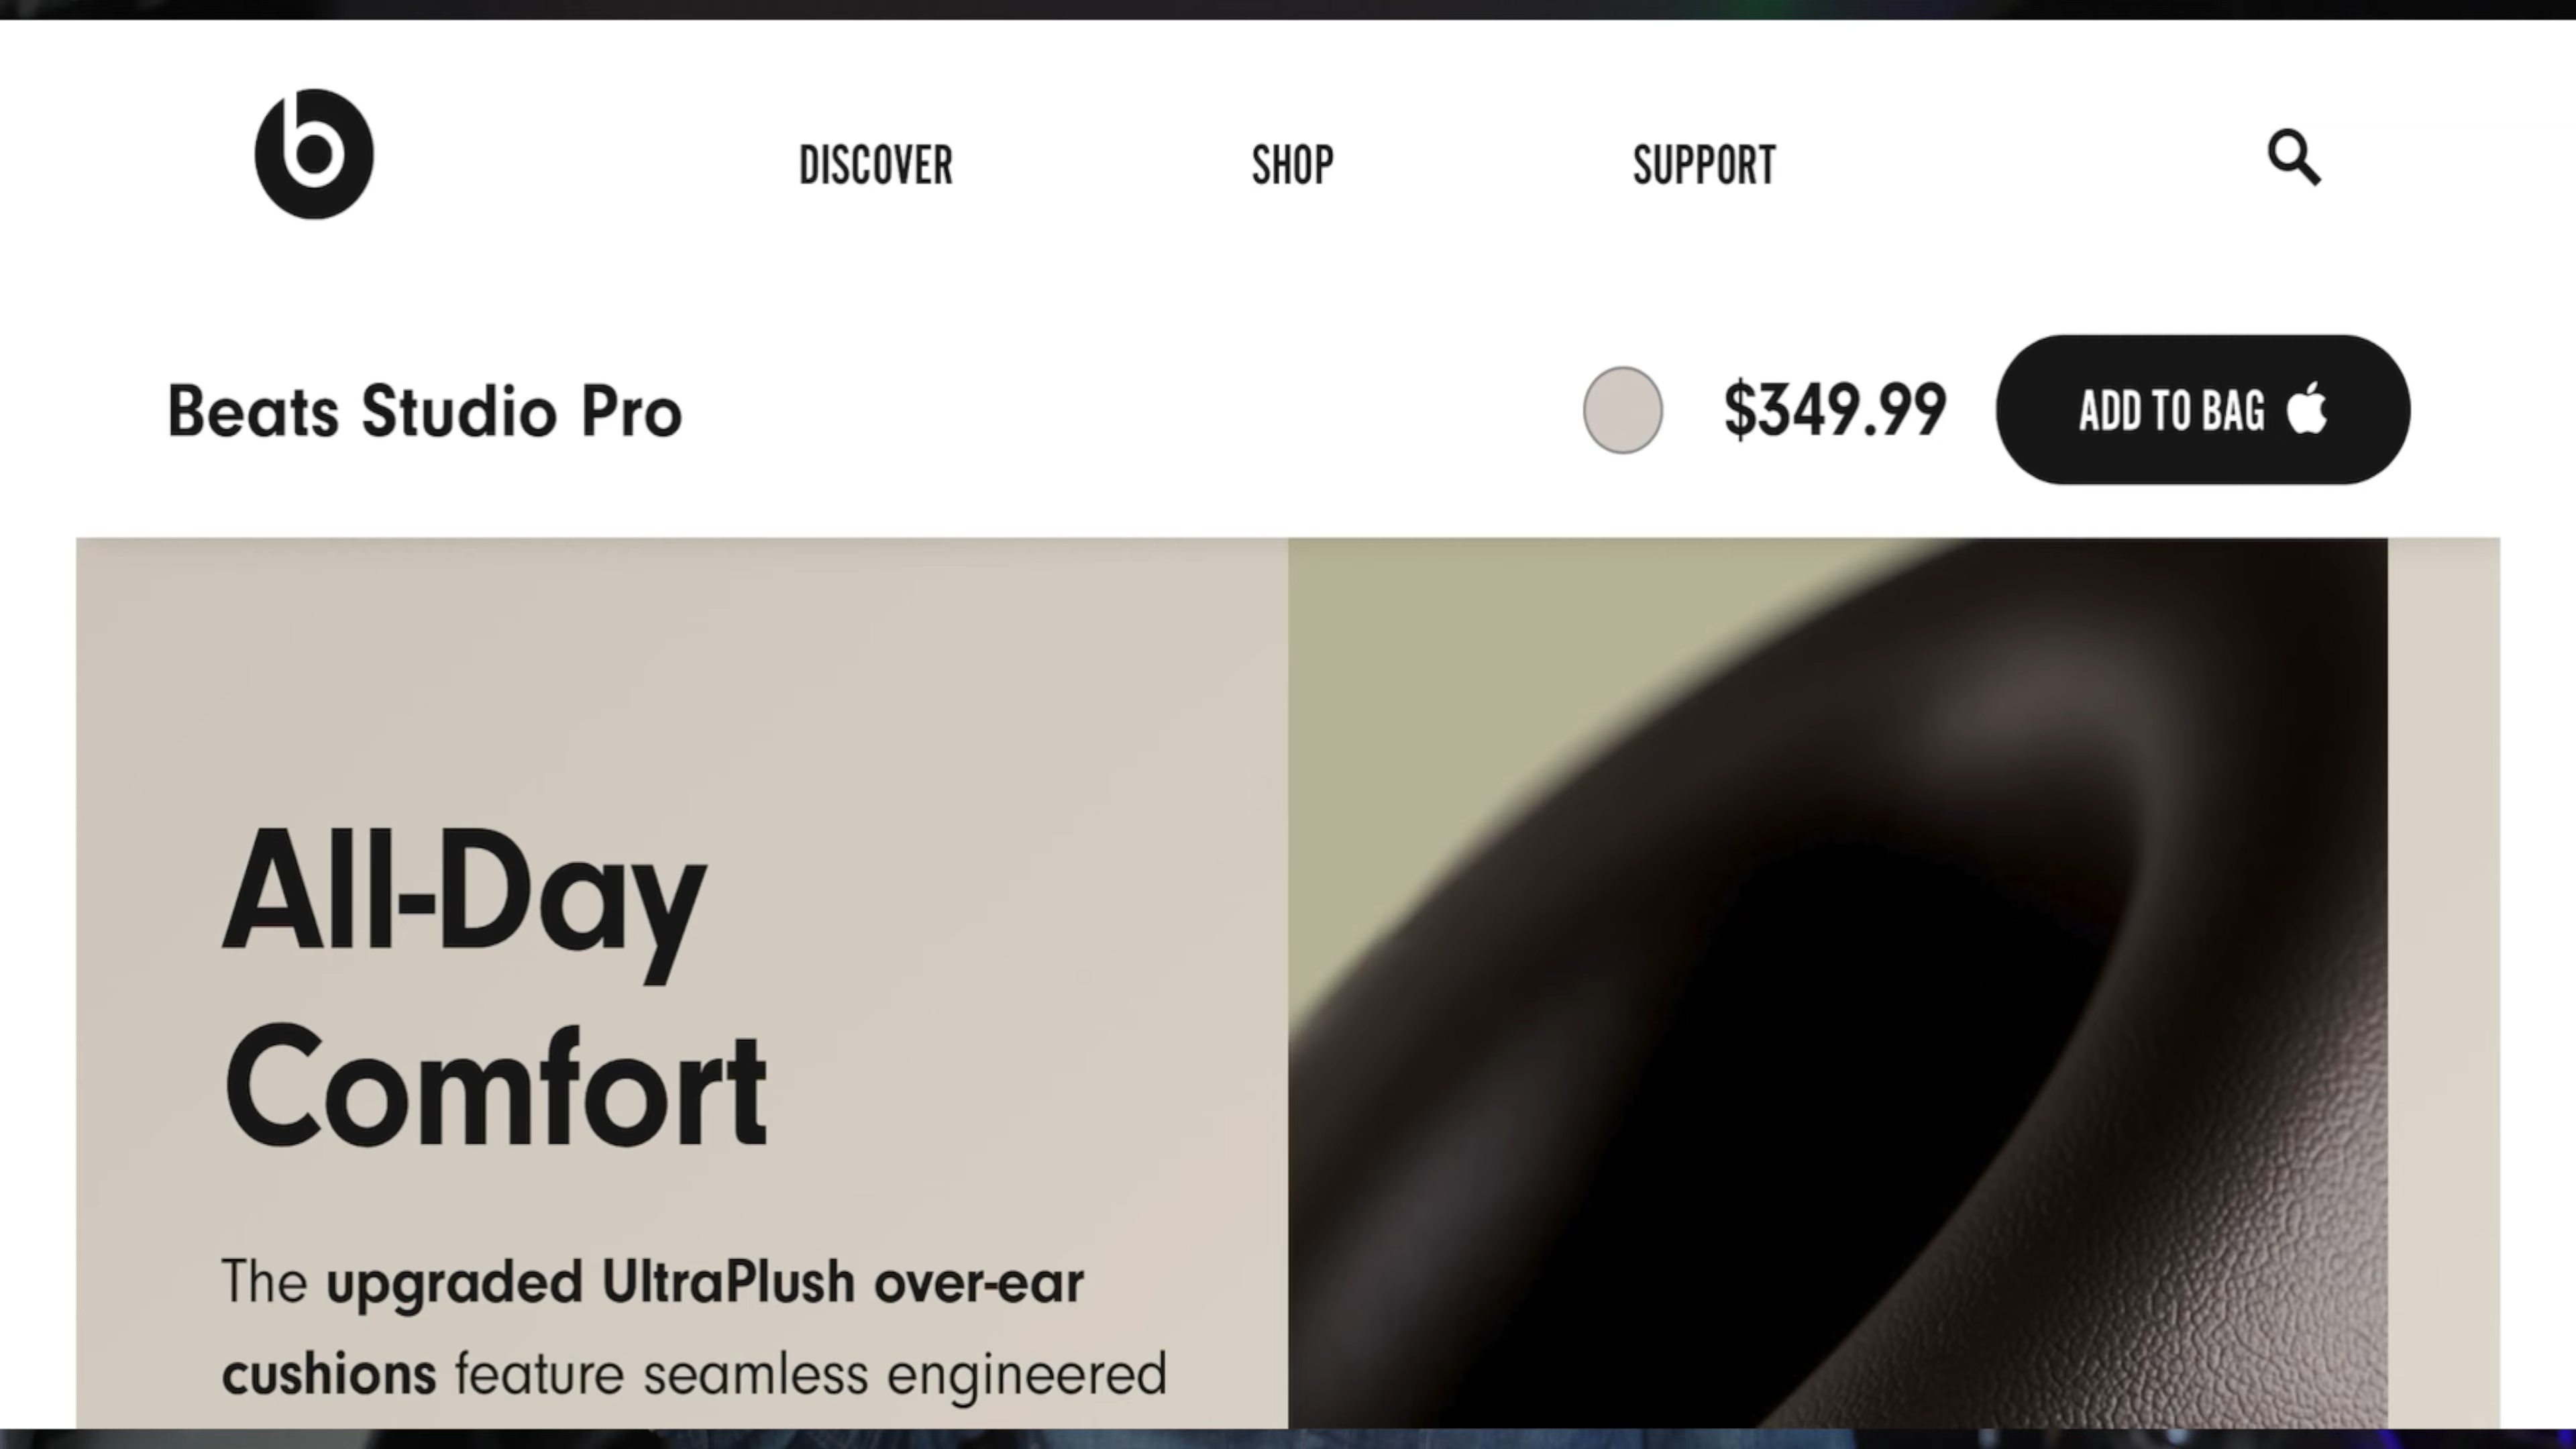 DISCOVER SHOP SUPPORT
Beats Studio Pro $349.99 ADD TO BAG
All-Day
Comfort
The upgraded UltraPlush over-ear
cushions feature seamless engineered